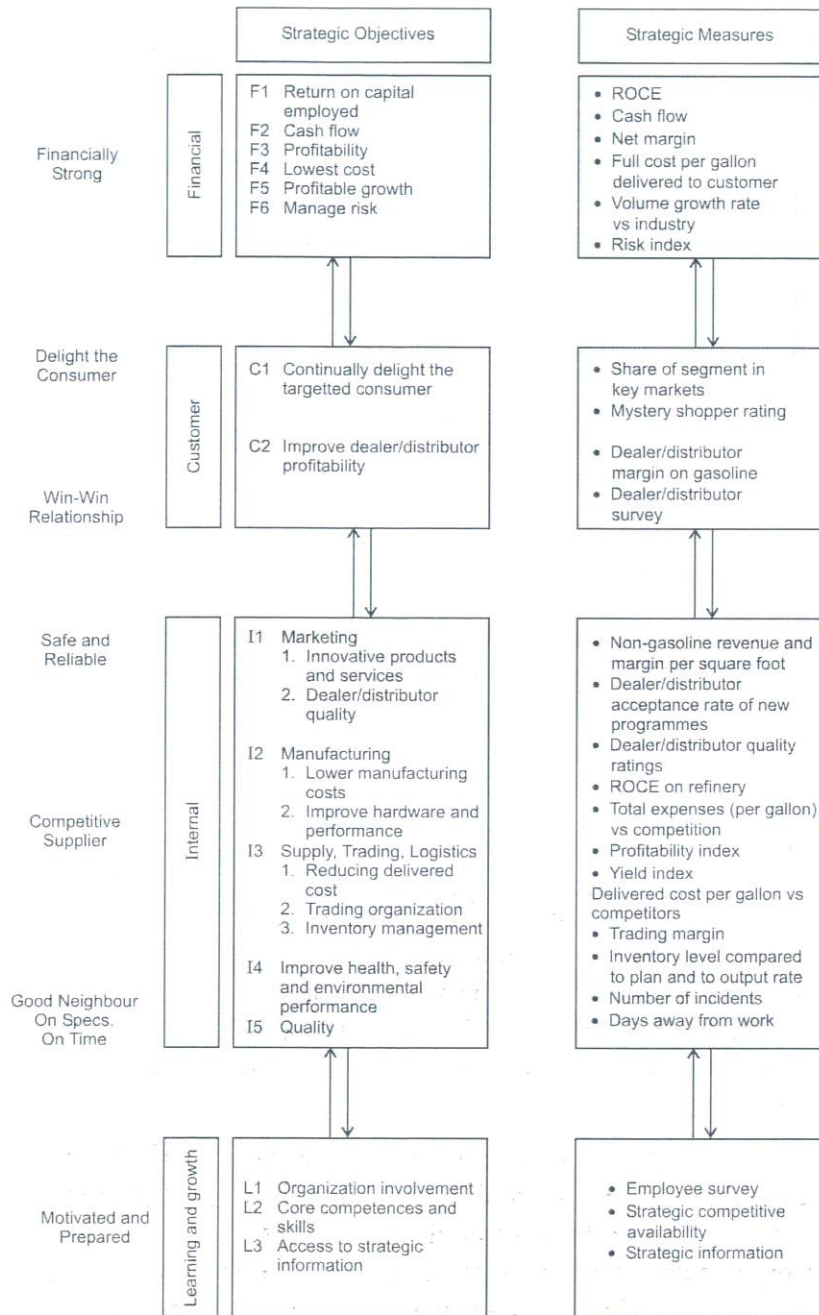 Strategic Objectives
Strategic Measures
Financially
Strong
Financial
F1 Return on capital
employed
F2 Cash flow
F3 Profitability
F4 Lowest cost
F5 Profitable growth
F6 Manage risk
• ROCE
• Cash flow
• Net margin
• Full cost per gallon
delivered to customer
• Volume growth rate
vs industry
• Risk index
Delight the
Consumer
Win-Win
Relationship
Customer
C1 Continually delight the
targetted consumer
C2 Improve dealer/distributor
profitability
• Share of segment in
key markets
• Mystery shopper rating
• Dealer/distributor
margin on gasoline
• Dealer/distributor
survey
Safe and
Reliable
Competitive
Supplier
Good Neighbour
On Specs.
On Time
Internal
I1 Marketing
1. Innovative products
and services
2. Dealer/distributor
quality
I2 Manufacturing
1. Lower manufacturing
costs
2. Improve hardware and
performance
I3 Supply, Trading, Logistics
1. Reducing delivered
cost
2. Trading organization
3. Inventory management
I4 Improve health, safety
and environmental
performance
I5 Quality
• Non-gasoline revenue and
margin per square foot
• Dealer/distributor
acceptance rate of new
programmes
• Dealer/distributor quality
ratings
• ROCE on refinery
• Total expenses (per gallon)
vs competition
• Profitability index
• Yield index
Delivered cost per gallon vs
competitors
• Trading margin
• Inventory level compared
to plan and to output rate
• Number of incidents
• Days away from work
Motivated and
Prepared
Learning and growth
L1 Organization involvement
L2 Core competences and
skills
L3 Access to strategic
information
• Employee survey
• Strategic competitive
availability
• Strategic information